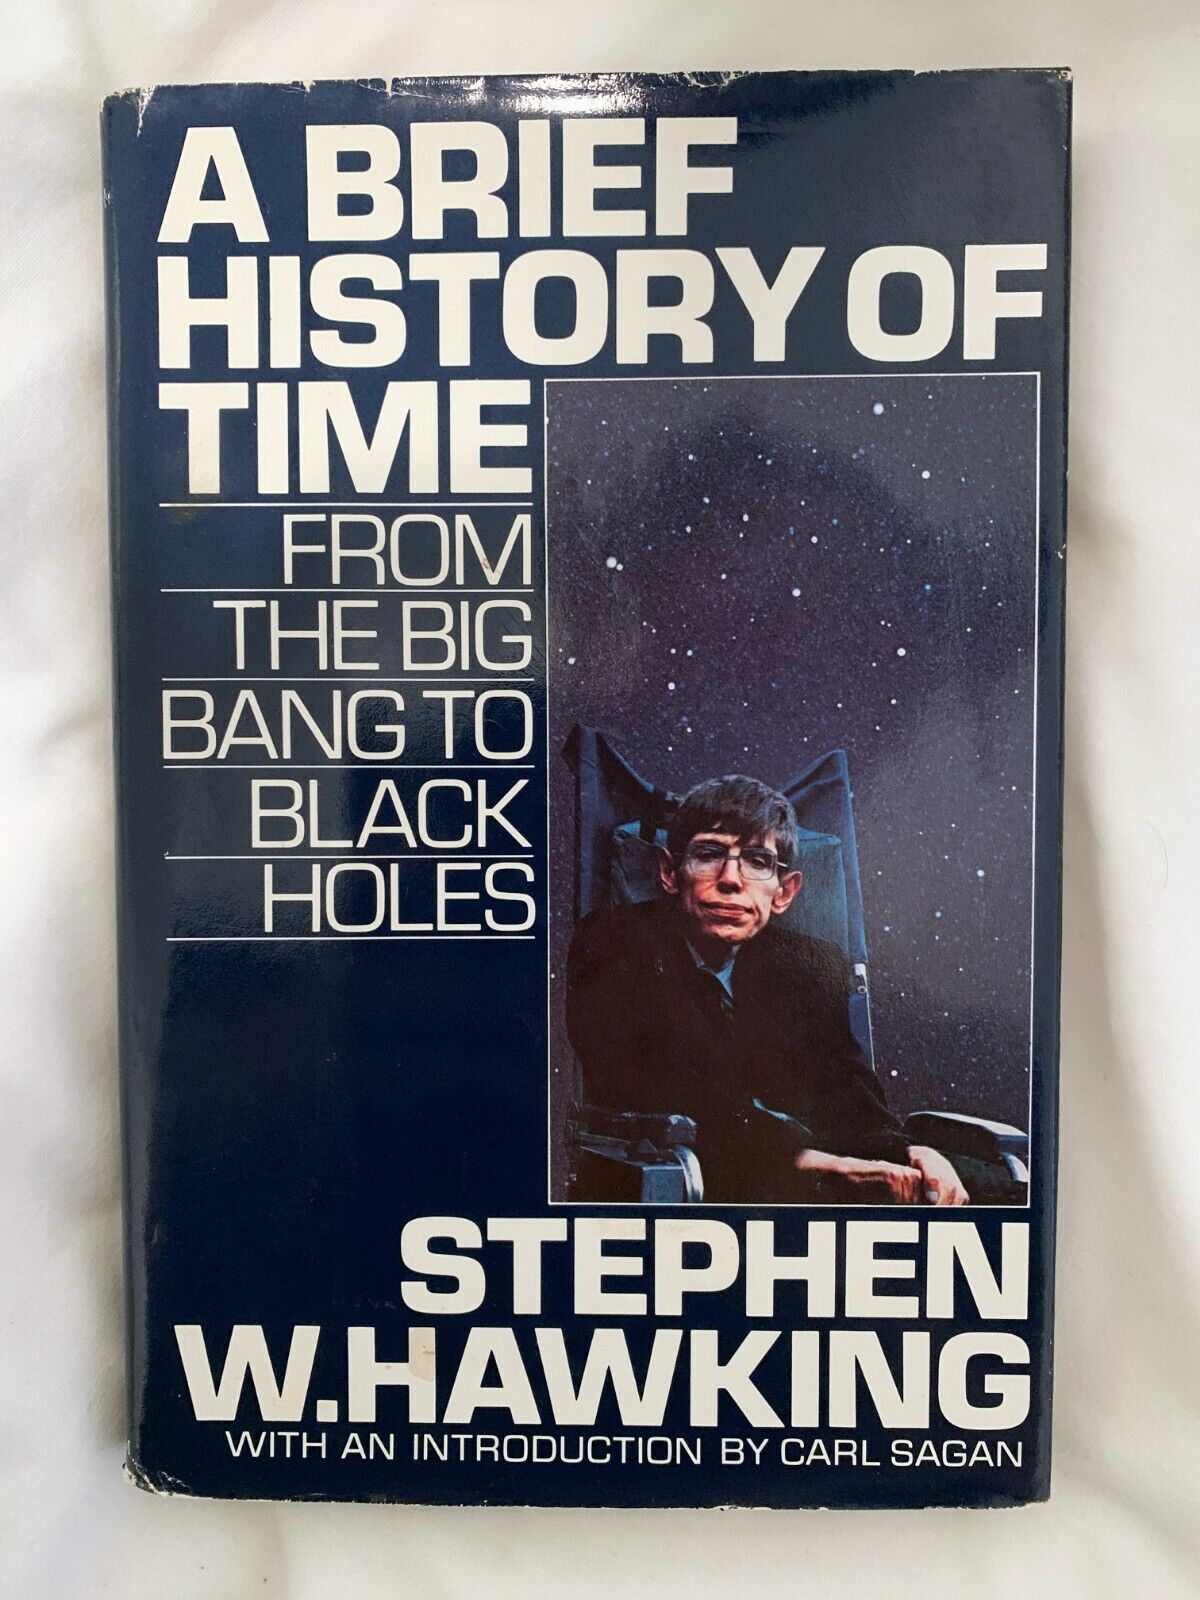 A BRIEF
HISTORY OF
TIME
FROM
THE BIG
BANG TO
BLACK
HOLES
STEPHEN
W. HAWKING
WITH AN INTRODUCTION BY CARL SAGAN